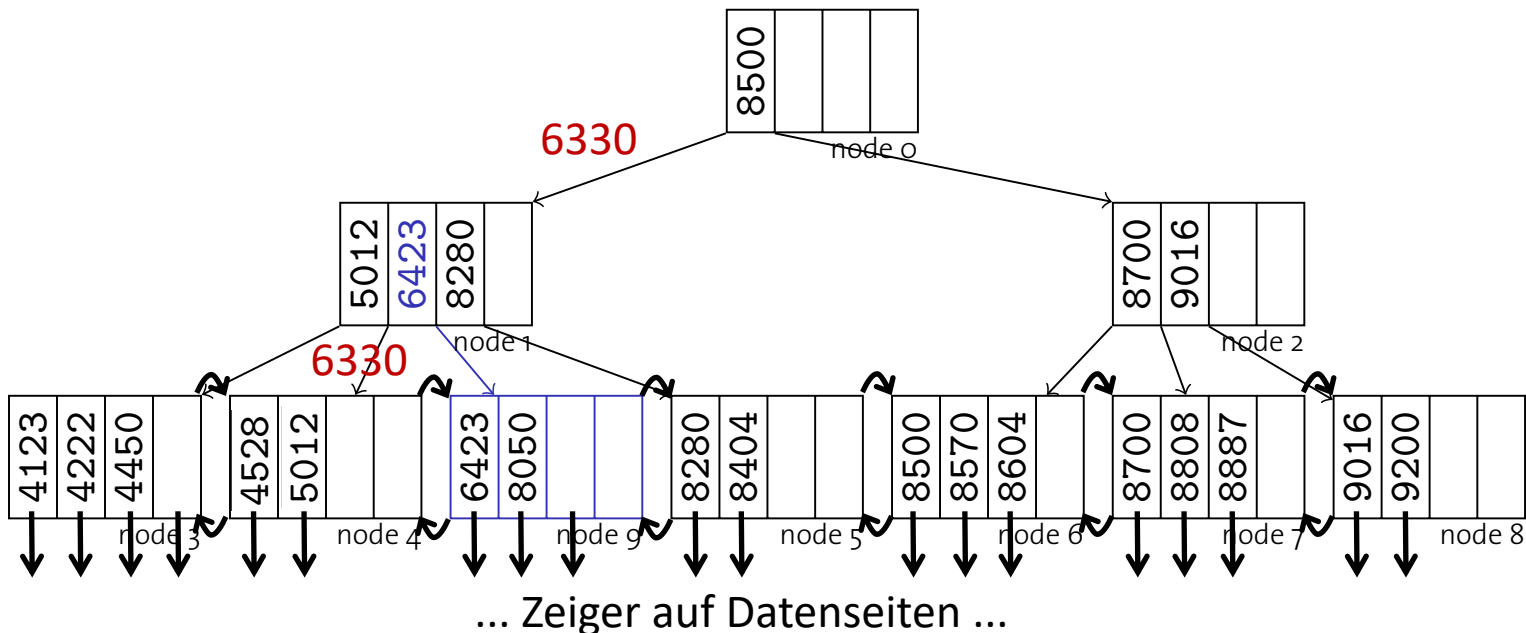 8500
node 0
6330
5012 6423 8280
node 1
8700 9016
node 2
6330
4123 4222 4450
node 3
4528 5012
node 4
6423 8050
node 9
8280 8404
node 5
8500 8570 8604
node 6
8700 8808 8887
node 7
9016 9200
node 8
... Zeiger auf Datenseiten ...